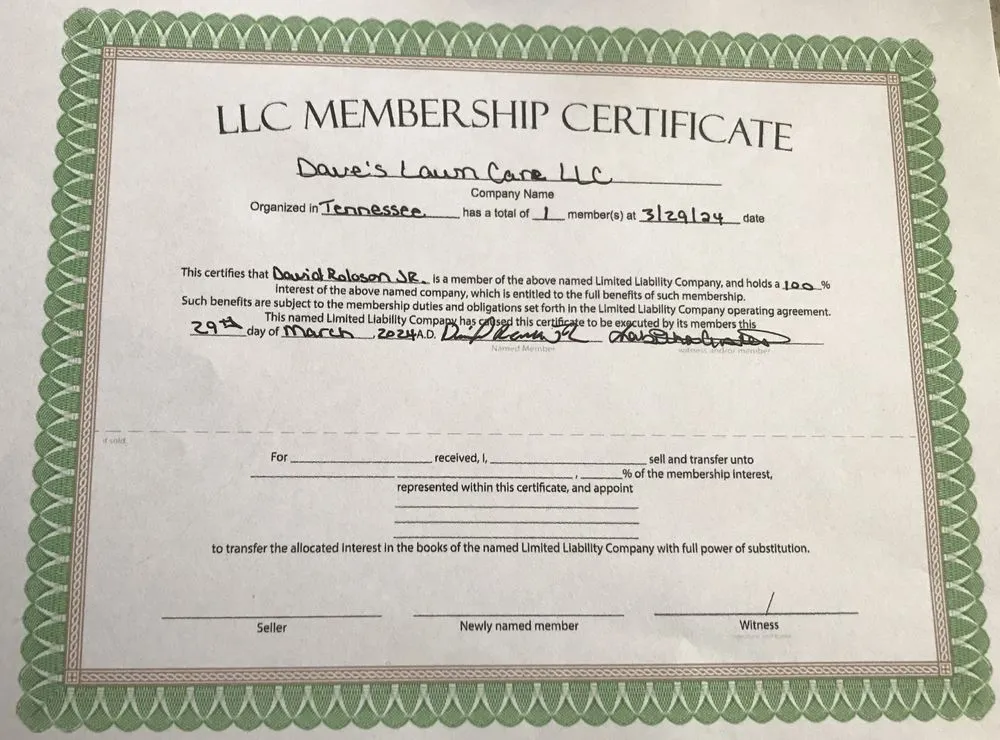 LLC MEMBERSHIP CERTIFICATE
Dave's Lawn Care LLC
Company Name
Organized in Tennessee has a total of 1 member(s) at 3/29/24 date
This certifies that David Roloson JR. is a member of the above named Limited Liability Company, and holds a 100 %
interest of the above named company, which is entitled to the full benefits of such membership.
Such benefits are subject to the membership duties and obligations set forth in the Limited Liability Company operating agreement.
This named Limited Liability Company has caused this certificate to be executed by its members this
29th day of March, 2024 A.D.
Named Member witness and/or member
if sold,
For received, I, sell and transfer unto
, % of the membership interest,
represented within this certificate, and appoint
to transfer the allocated interest in the books of the named Limited Liability Company with full power of substitution.
Seller Newly named member Witness